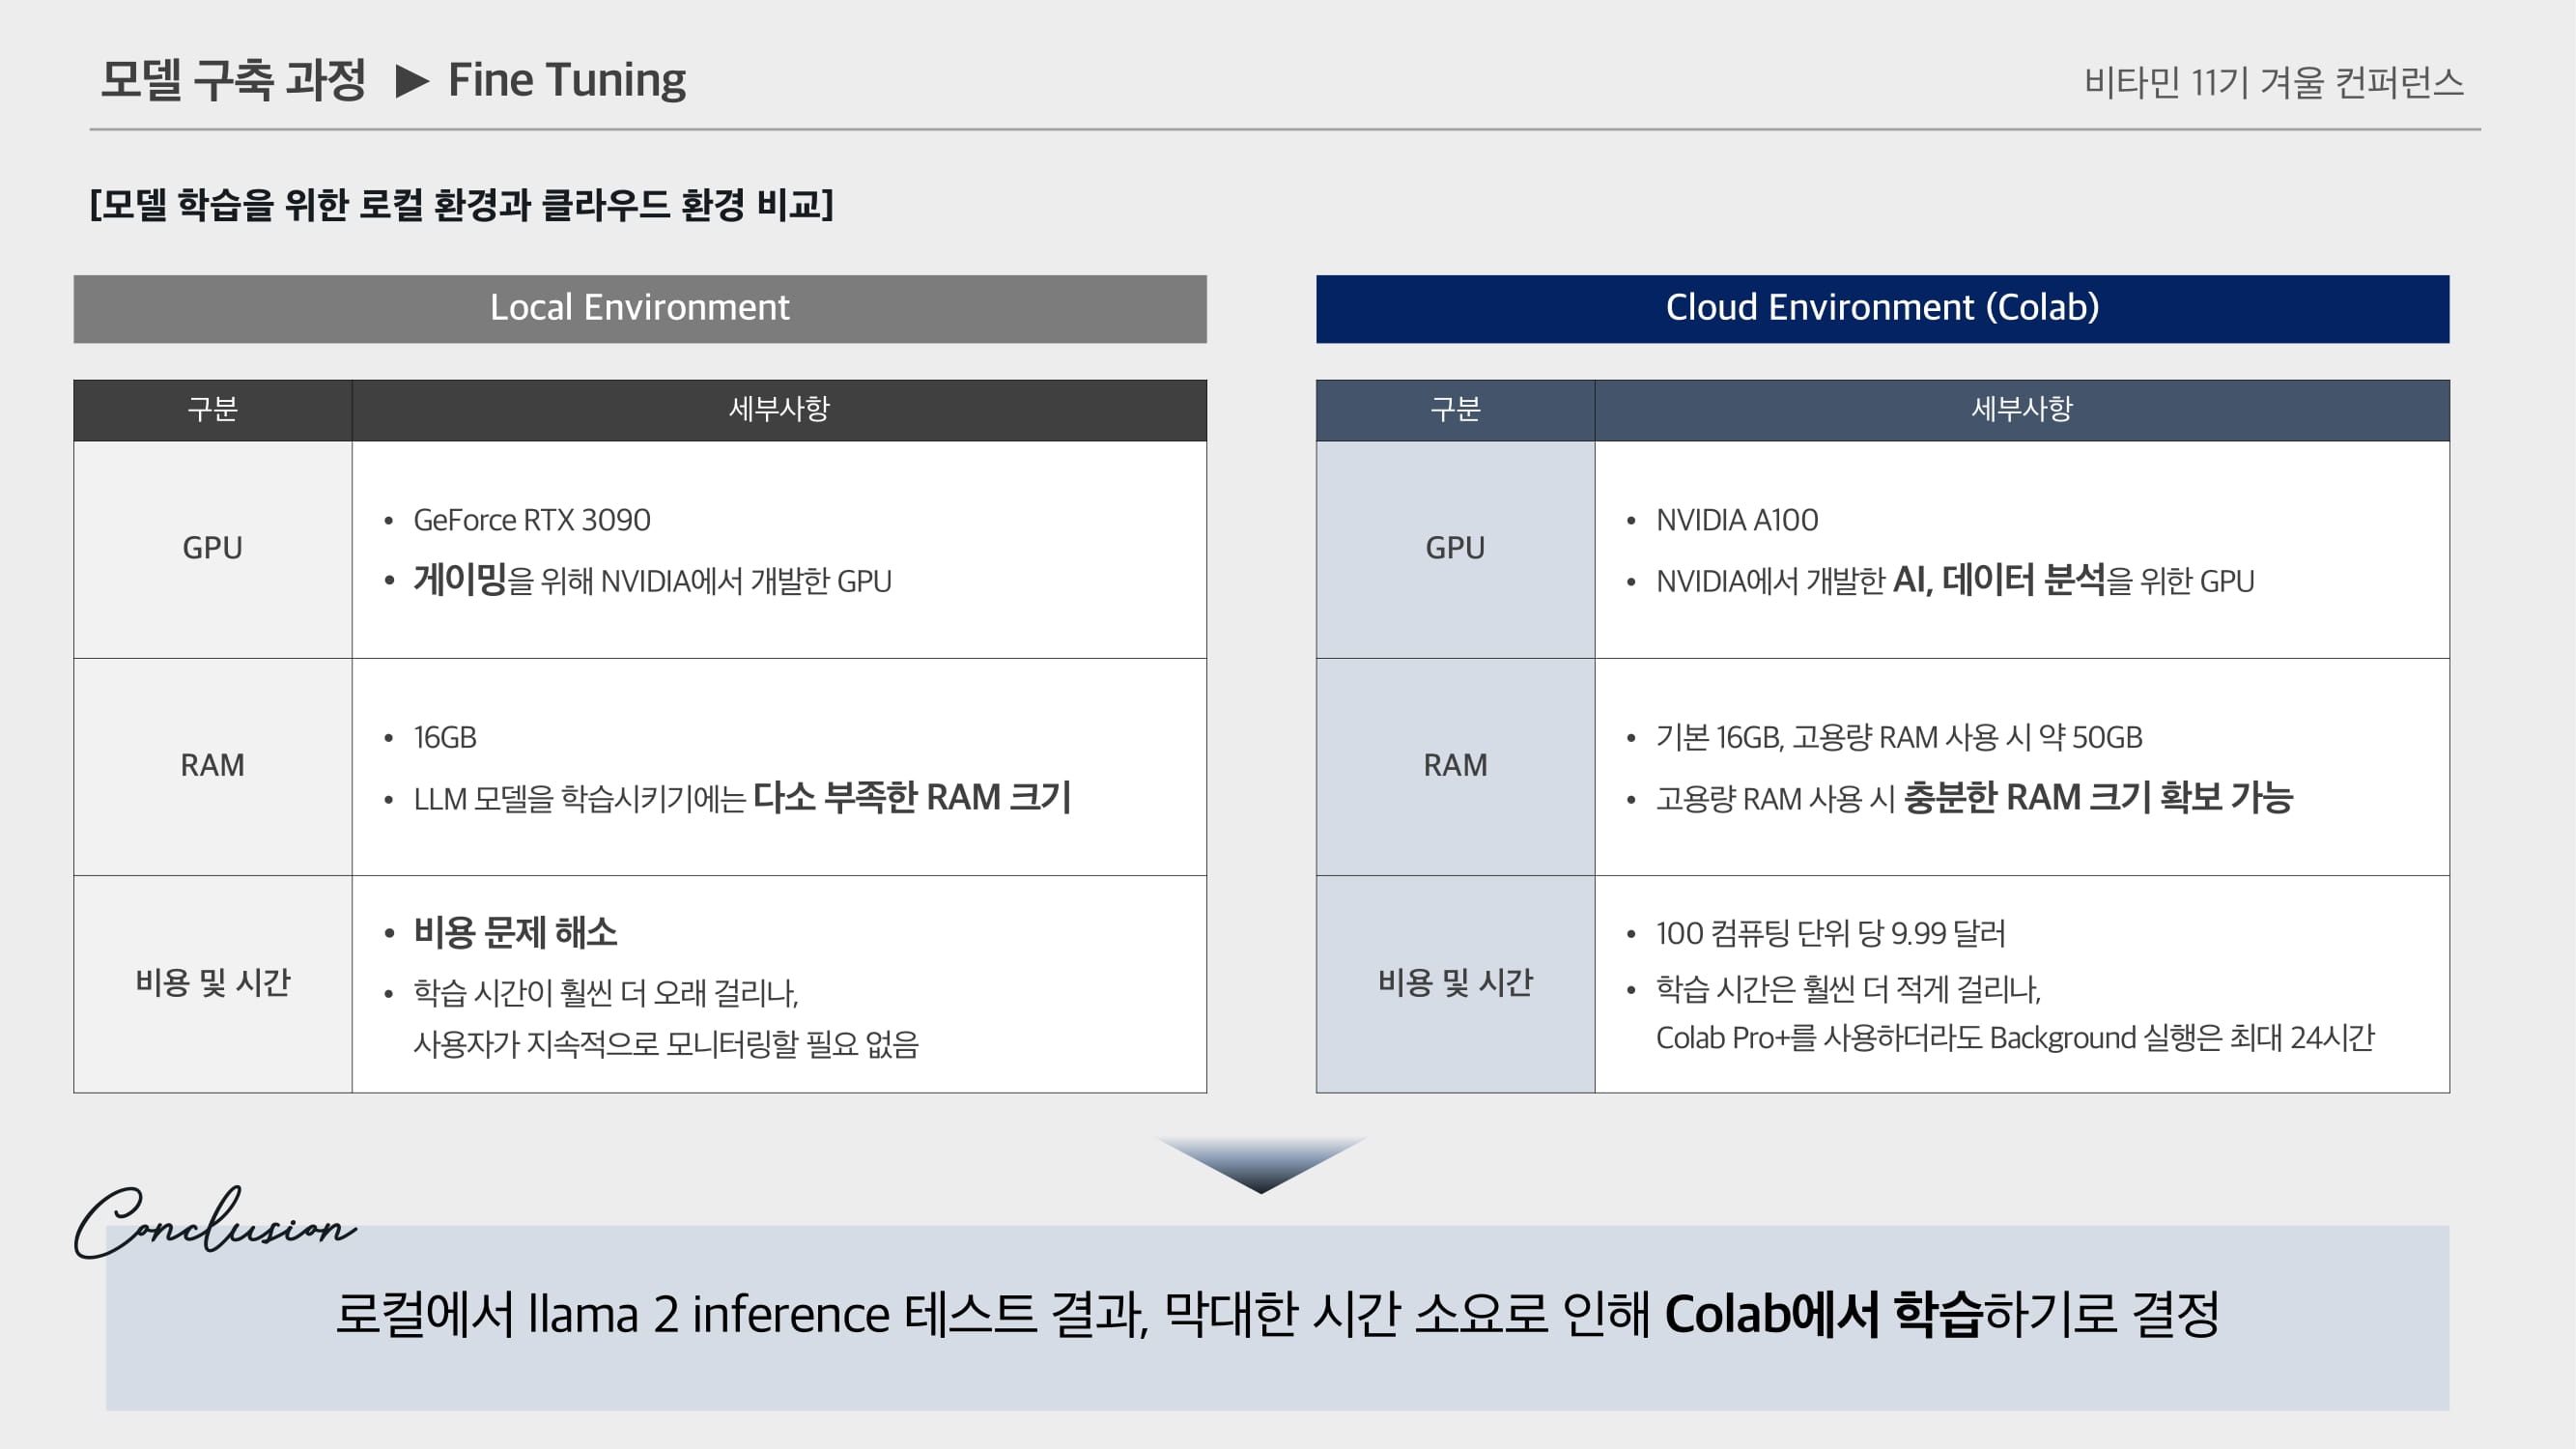 모델 구축 과정 ▶ Fine Tuning
비타민 11기 겨울 컨퍼런스
[모델 학습을 위한 로컬 환경과 클라우드 환경 비교]
Local Environment
구분 세부사항
GPU
• GeForce RTX 3090
• 게이밍을 위해 NVIDIA에서 개발한 GPU
RAM
• 16GB
• LLM 모델을 학습시키기에는 다소 부족한 RAM 크기
비용 및 시간
• 비용 문제 해소
• 학습 시간이 훨씬 더 오래 걸리나,
사용자가 지속적으로 모니터링할 필요 없음
Cloud Environment (Colab)
구분 세부사항
GPU
• NVIDIA A100
• NVIDIA에서 개발한 AI, 데이터 분석을 위한 GPU
RAM
• 기본 16GB, 고용량 RAM 사용 시 약 50GB
• 고용량 RAM 사용 시 충분한 RAM 크기 확보 가능
비용 및 시간
• 100 컴퓨팅 단위 당 9.99 달러
• 학습 시간은 훨씬 더 적게 걸리나,
Colab Pro+를 사용하더라도 Background 실행은 최대 24시간
Conclusion
로컬에서 llama 2 inference 테스트 결과, 막대한 시간 소요로 인해 Colab에서 학습하기로 결정